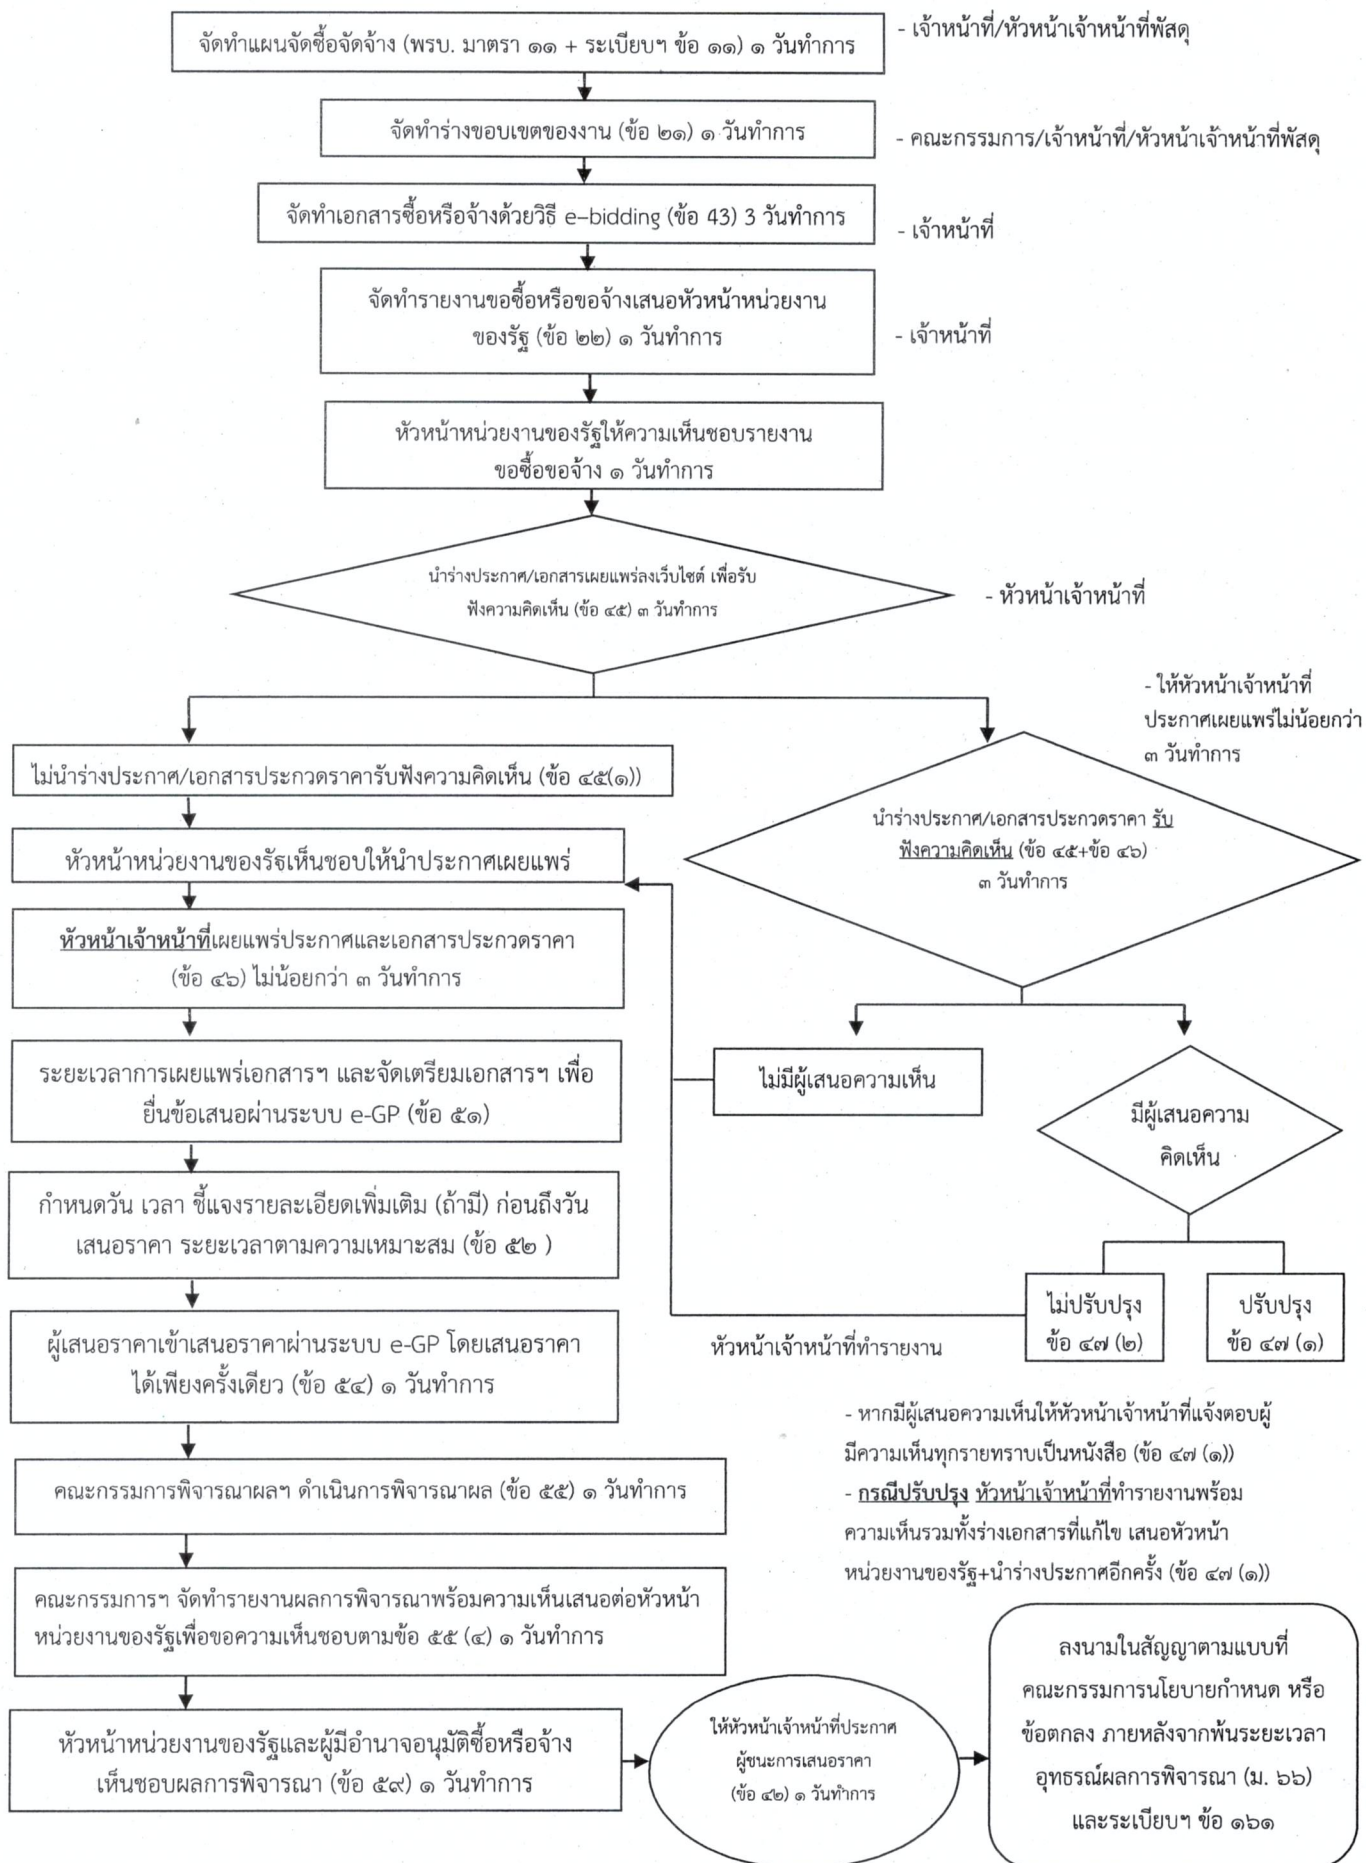 จัดทำแผนจัดซื้อจัดจ้าง (พรบ. มาตรา ๑๑ + ระเบียบฯ ข้อ ๑๑) ๑ วันทำการ
- เจ้าหน้าที่/หัวหน้าเจ้าหน้าที่พัสดุ
จัดทำร่างขอบเขตของงาน (ข้อ ๒๑) ๑ วันทำการ
- คณะกรรมการ/เจ้าหน้าที่/หัวหน้าเจ้าหน้าที่พัสดุ
จัดทำเอกสารซื้อหรือจ้างด้วยวิธี e–bidding (ข้อ 43) 3 วันทำการ
- เจ้าหน้าที่
จัดทำรายงานขอซื้อหรือขอจ้างเสนอหัวหน้าหน่วยงาน
ของรัฐ (ข้อ ๒๒) ๑ วันทำการ
- เจ้าหน้าที่
หัวหน้าหน่วยงานของรัฐให้ความเห็นชอบรายงาน
ขอซื้อขอจ้าง ๑ วันทำการ
นำร่างประกาศ/เอกสารเผยแพร่ลงเว็บไซต์ เพื่อรับ
ฟังความคิดเห็น (ข้อ ๔๕) ๓ วันทำการ
- หัวหน้าเจ้าหน้าที่
- ให้หัวหน้าเจ้าหน้าที่
ประกาศเผยแพร่ไม่น้อยกว่า
๓ วันทำการ
ไม่นำร่างประกาศ/เอกสารประกวดราคารับฟังความคิดเห็น (ข้อ ๔๕(๑))
นำร่างประกาศ/เอกสารประกวดราคา รับ
ฟังความคิดเห็น (ข้อ ๔๕+ข้อ ๔๖)
๓ วันทำการ
หัวหน้าหน่วยงานของรัฐเห็นชอบให้นำประกาศเผยแพร่
หัวหน้าเจ้าหน้าที่เผยแพร่ประกาศและเอกสารประกวดราคา
(ข้อ ๔๖) ไม่น้อยกว่า ๓ วันทำการ
ระยะเวลาการเผยแพร่เอกสารฯ และจัดเตรียมเอกสารฯ เพื่อ
ยื่นข้อเสนอผ่านระบบ e-GP (ข้อ ๕๑)
ไม่มีผู้เสนอความเห็น
มีผู้เสนอความ
คิดเห็น
กำหนดวัน เวลา ชี้แจงรายละเอียดเพิ่มเติม (ถ้ามี) ก่อนถึงวัน
เสนอราคา ระยะเวลาตามความเหมาะสม (ข้อ ๕๒ )
ไม่ปรับปรุง
ข้อ ๔๗ (๒)
ปรับปรุง
ข้อ ๔๗ (๑)
หัวหน้าเจ้าหน้าที่ทำรายงาน
ผู้เสนอราคาเข้าเสนอราคาผ่านระบบ e-GP โดยเสนอราคา
ได้เพียงครั้งเดียว (ข้อ ๕๔) ๑ วันทำการ
- หากมีผู้เสนอความเห็นให้หัวหน้าเจ้าหน้าที่แจ้งตอบผู้
มีความเห็นทุกรายทราบเป็นหนังสือ (ข้อ ๔๗ (๑))
- กรณีปรับปรุง หัวหน้าเจ้าหน้าที่ทำรายงานพร้อม
ความเห็นรวมทั้งร่างเอกสารที่แก้ไข เสนอหัวหน้า
หน่วยงานของรัฐ+นำร่างประกาศอีกครั้ง (ข้อ ๔๗ (๑))
คณะกรรมการพิจารณาผลฯ ดำเนินการพิจารณาผล (ข้อ ๕๕) ๑ วันทำการ
คณะกรรมการฯ จัดทำรายงานผลการพิจารณาพร้อมความเห็นเสนอต่อหัวหน้า
หน่วยงานของรัฐเพื่อขอความเห็นชอบตามข้อ ๕๕ (๔) ๑ วันทำการ
หัวหน้าหน่วยงานของรัฐและผู้มีอำนาจอนุมัติซื้อหรือจ้าง
เห็นชอบผลการพิจารณา (ข้อ ๕๙) ๑ วันทำการ
ให้หัวหน้าเจ้าหน้าที่ประกาศ
ผู้ชนะการเสนอราคา
(ข้อ ๔๒) ๑ วันทำการ
ลงนามในสัญญาตามแบบที่
คณะกรรมการนโยบายกำหนด หรือ
ข้อตกลง ภายหลังจากพ้นระยะเวลา
อุทธรณ์ผลการพิจารณา (ม. ๖๖)
และระเบียบฯ ข้อ ๑๖๑